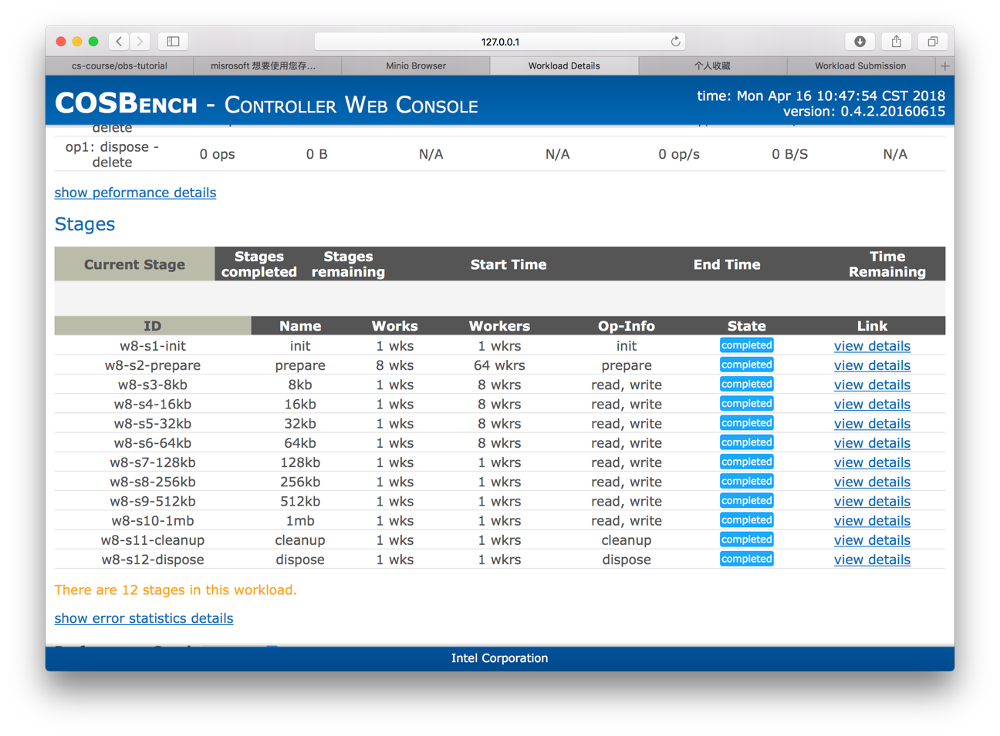 127.0.0.1
cs-course/obs-tutorial
misrosoft 想要使用您存...
Minio Browser
Workload Details
个人收藏
Workload Submission
COSBench - Controller Web Console
time: Mon Apr 16 10:47:54 CST 2018
version: 0.4.2.20160615
delete
op1: dispose -
delete
0 ops 0 B N/A N/A 0 op/s 0 B/S N/A
show peformance details
Stages
Current Stage Stages completed Stages remaining Start Time End Time Time Remaining
ID Name Works Workers Op-Info State Link
w8-s1-init init 1 wks 1 wkrs init completed view details
w8-s2-prepare prepare 8 wks 64 wkrs prepare completed view details
w8-s3-8kb 8kb 1 wks 8 wkrs read, write completed view details
w8-s4-16kb 16kb 1 wks 8 wkrs read, write completed view details
w8-s5-32kb 32kb 1 wks 8 wkrs read, write completed view details
w8-s6-64kb 64kb 1 wks 8 wkrs read, write completed view details
w8-s7-128kb 128kb 1 wks 1 wkrs read, write completed view details
w8-s8-256kb 256kb 1 wks 1 wkrs read, write completed view details
w8-s9-512kb 512kb 1 wks 1 wkrs read, write completed view details
w8-s10-1mb 1mb 1 wks 1 wkrs read, write completed view details
w8-s11-cleanup cleanup 1 wks 1 wkrs cleanup completed view details
w8-s12-dispose dispose 1 wks 1 wkrs dispose completed view details
There are 12 stages in this workload.
show error statistics details
Intel Corporation